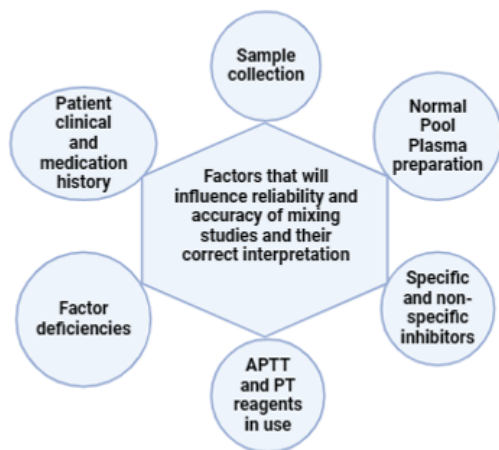 Sample
collection
Patient
clinical
and
medication
history
Normal
Pool
Plasma
preparation
Factors that will
influence reliability and
accuracy of mixing
studies and their
correct interpretation
Factor
deficiencies
Specific
and non-
specific
inhibitors
APTT
and PT
reagents
in use